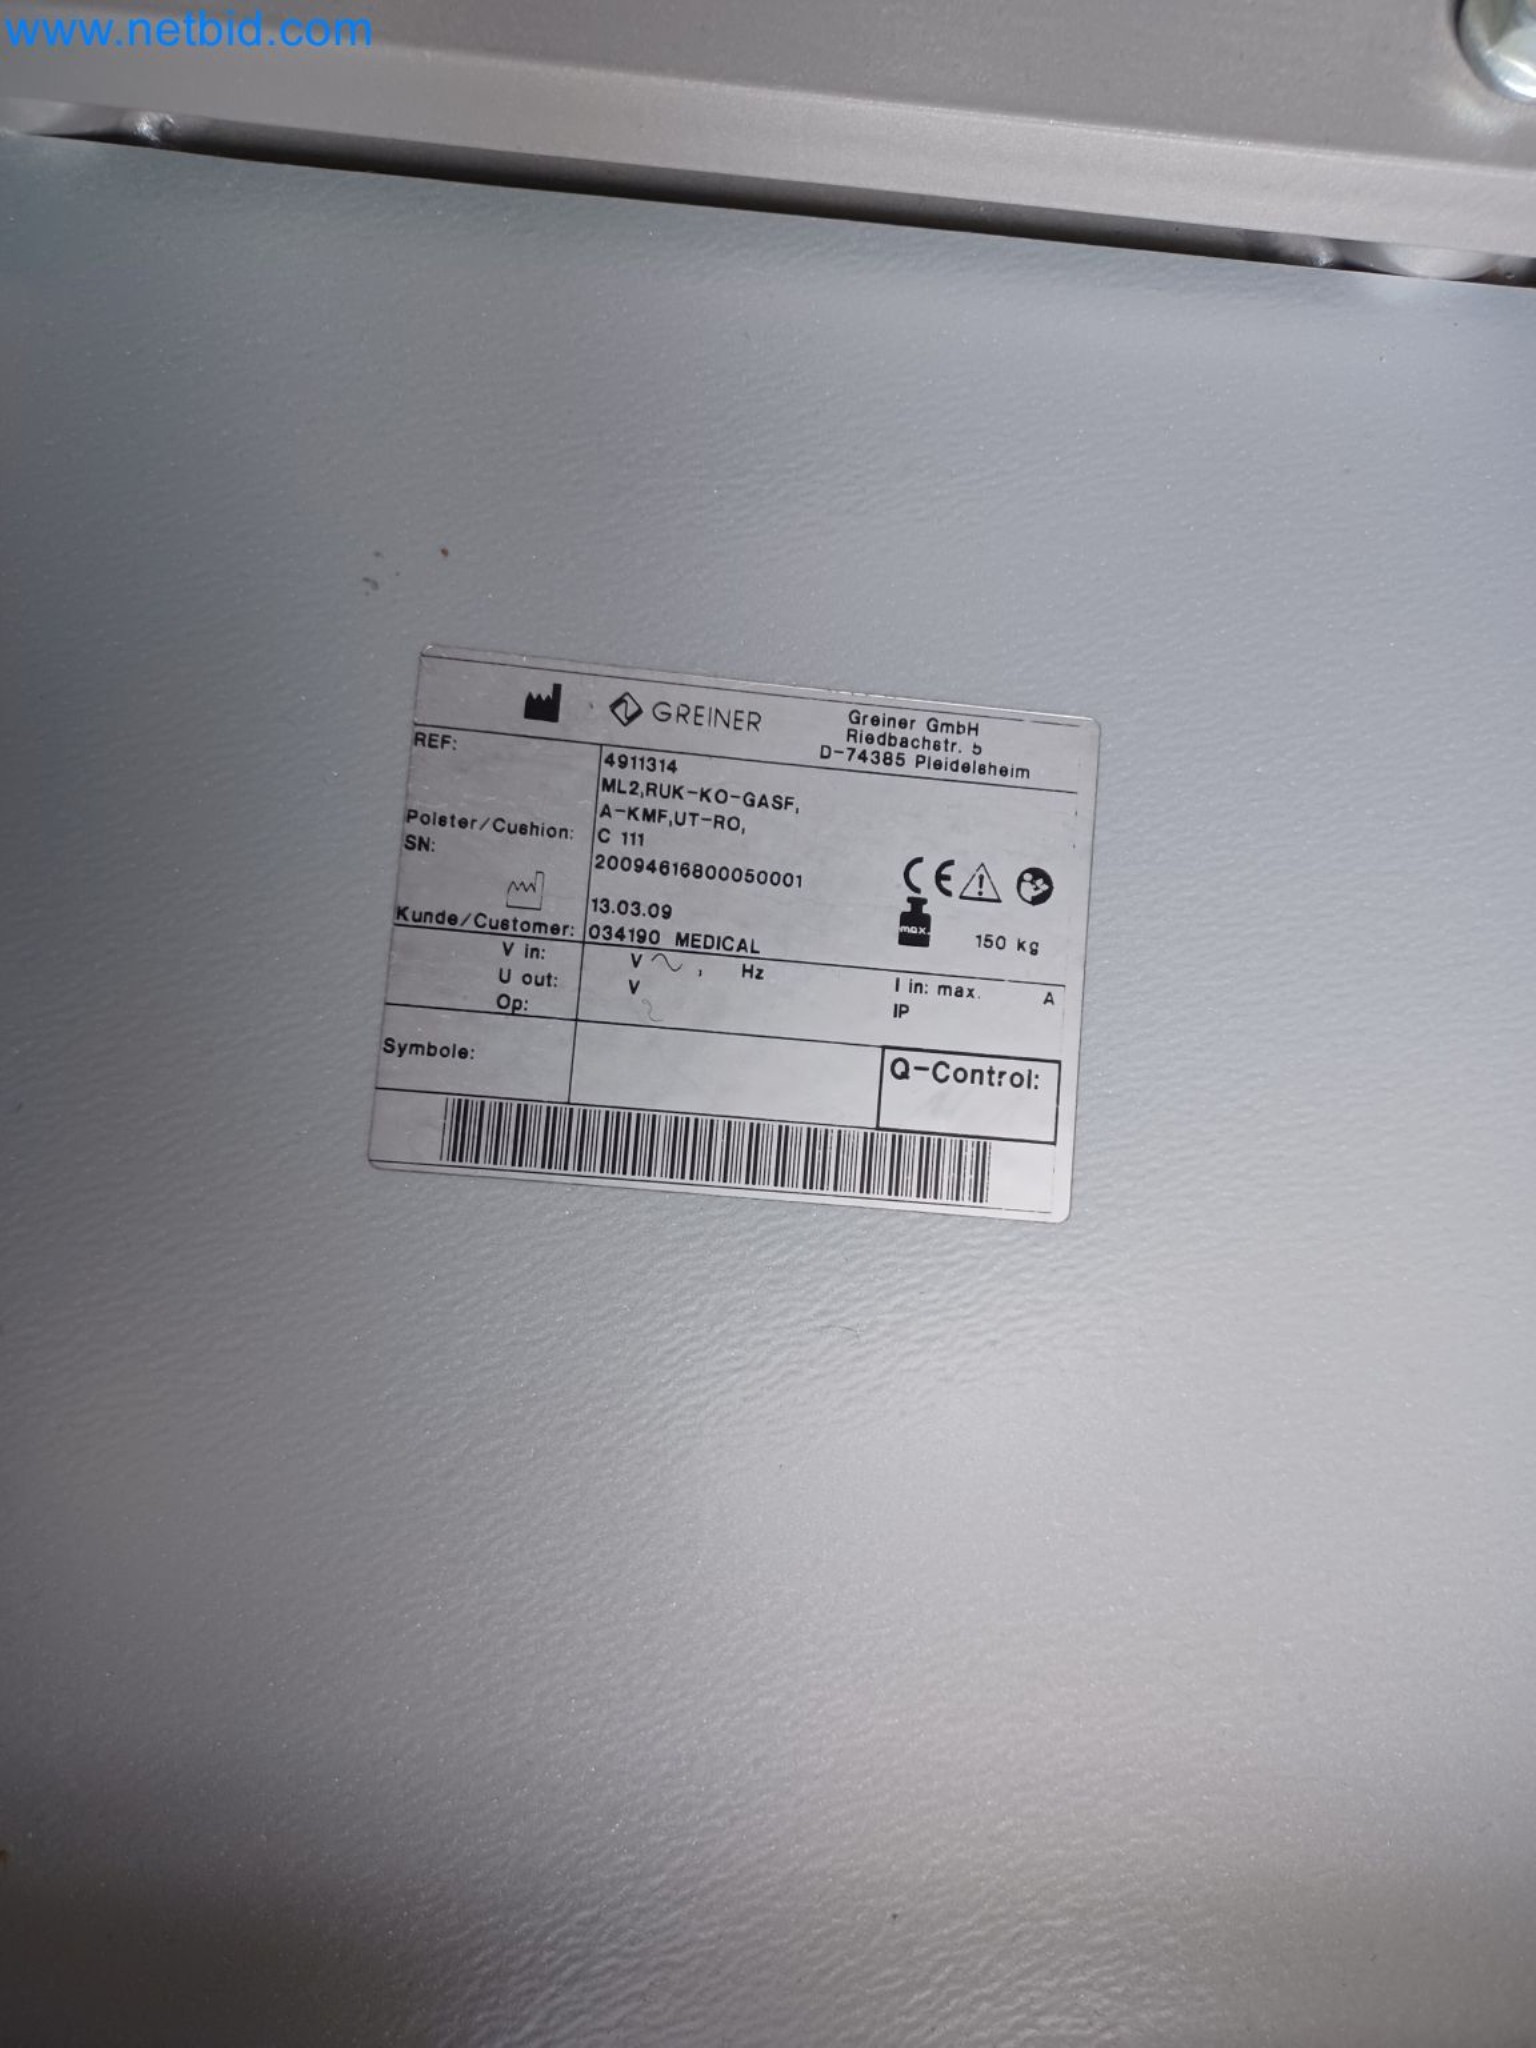 www.netbid.com
GREINER
Greiner GmbH
Riedbachstr. 5
D-74385 Pleidelsheim
REF:
4911314
ML2,RUK-KO-GASF,
A-KMF,UT-RO,
Polster/Cushion:
C 111
SN:
20094616800050001
CE
13.03.09
max.
150 kg
Kunde/Customer:
034190 MEDICAL
V in:
V ~ , Hz
I in: max. A
U out:
V
IP
Op:
Symbole:
Q-Control: